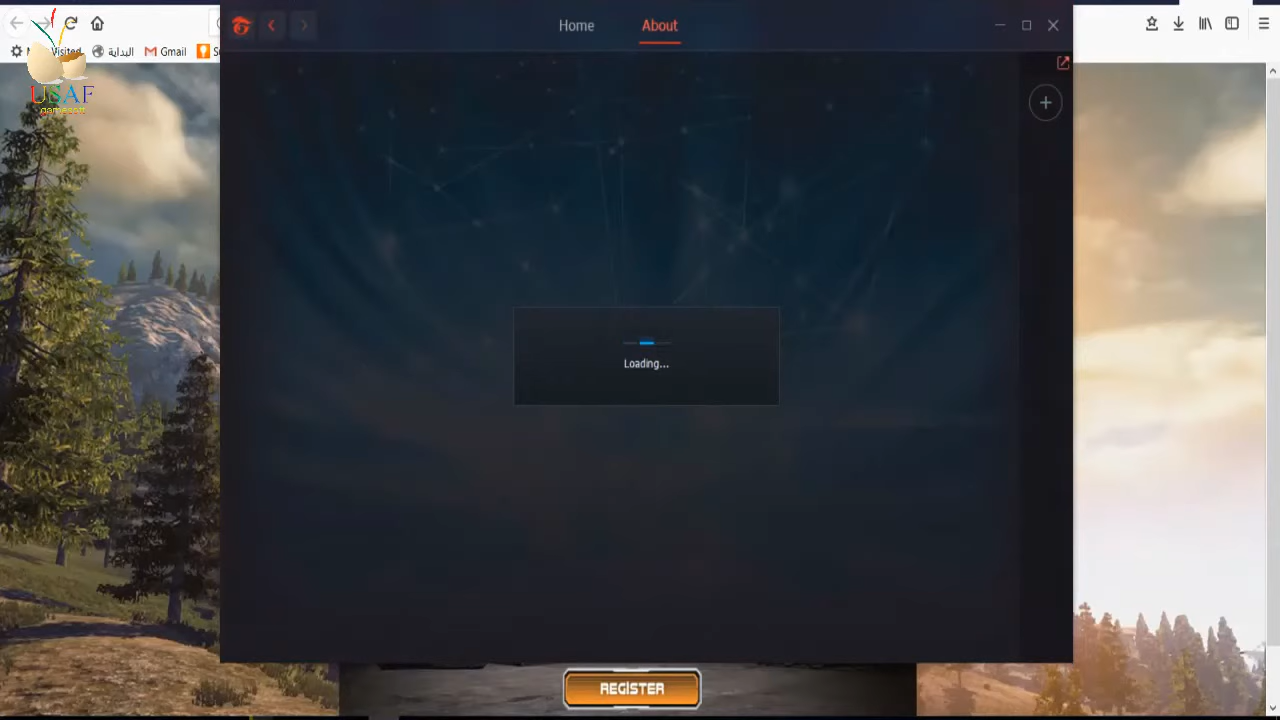 Home
About
Visited
البداية
Gmail
USAF
Loading...
REGISTER